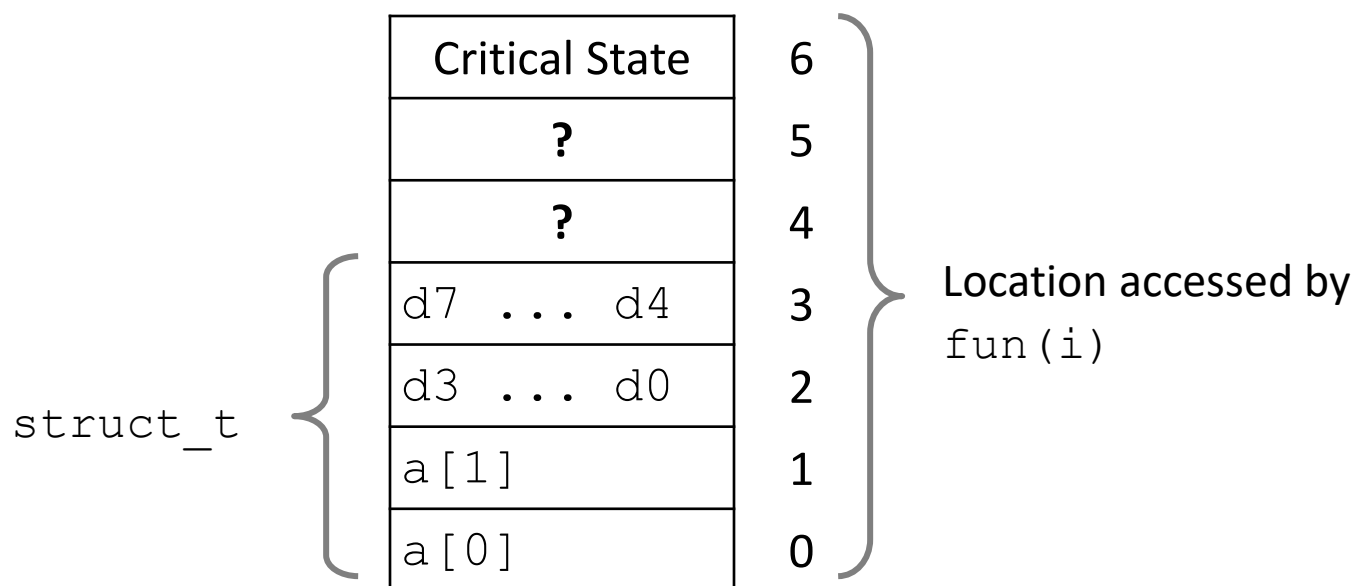 Critical State 6
? 5
? 4
d7 ... d4 3
d3 ... d0 2
a[1] 1
a[0] 0
struct_t
Location accessed by
fun(i)